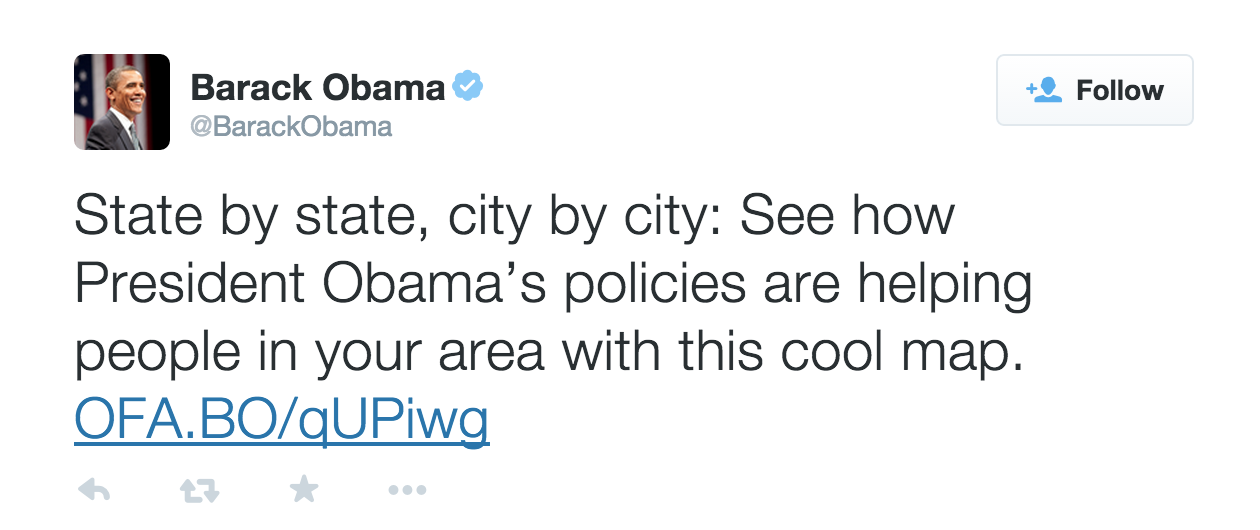 Barack Obama
@BarackObama
Follow
State by state, city by city: See how
President Obama’s policies are helping
people in your area with this cool map.
OFA.BO/qUPiwg